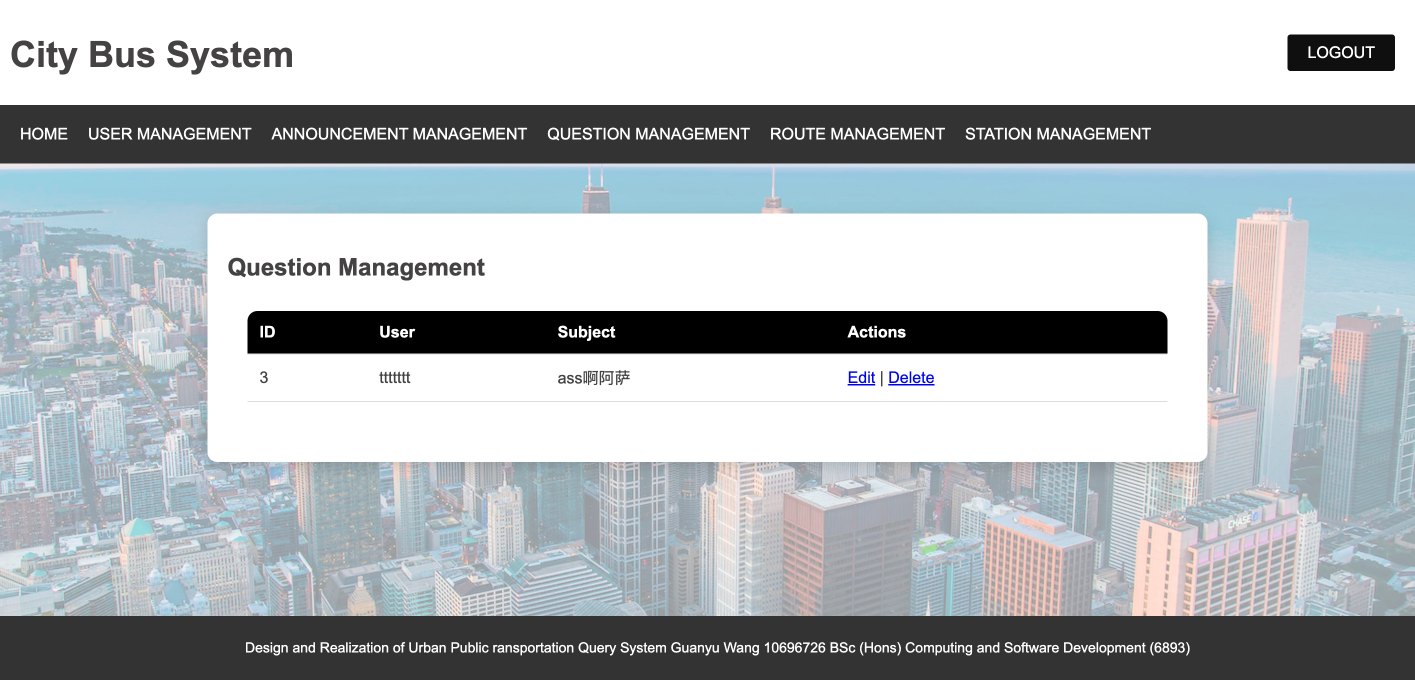 City Bus System
LOGOUT
HOME USER MANAGEMENT ANNOUNCEMENT MANAGEMENT QUESTION MANAGEMENT ROUTE MANAGEMENT STATION MANAGEMENT
Question Management
ID User Subject Actions
3 ttttttt ass啊阿萨 Edit | Delete
CHASE
Design and Realization of Urban Public ransportation Query System Guanyu Wang 10696726 BSc (Hons) Computing and Software Development (6893)